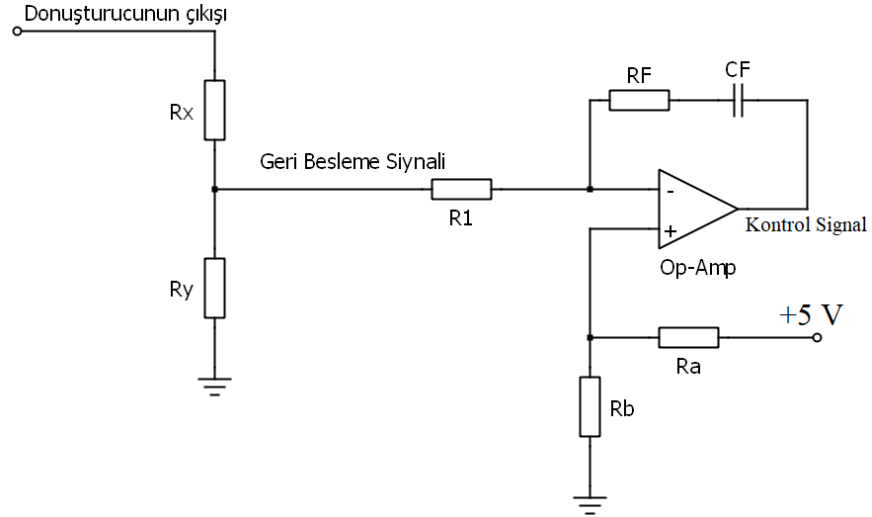 Donuşturucunun çıkışı
RF
CF
Rx
Geri Besleme Siynali
R1
-
+
Kontrol Signal
Op-Amp
Ry
+5 V
Ra
Rb